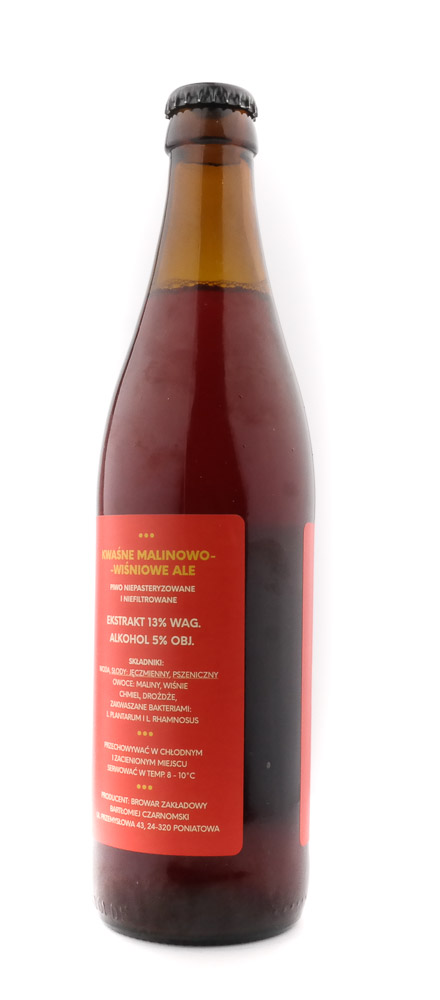 KWAŚNE MALINOWO-
-WIŚNIOWE ALE
PIWO NIEPASTERYZOWANE
I NIEFILTROWANE
EKSTRAKT 13% WAG.
ALKOHOL 5% OBJ.
SKŁADNIKI:
WODA, SŁODY: JĘCZMIENNY, PSZENICZNY
OWOCE: MALINY, WIŚNIE
CHMIEL, DROŻDŻE,
ZAKWASZANE BAKTERIAMI:
L. PLANTARUM I L. RHAMNOSUS
PRZECHOWYWAĆ W CHŁODNYM
I ZACIENIONYM MIEJSCU
SERWOWAĆ W TEMP. 8 - 10°C
PRODUCENT: BROWAR ZAKŁADOWY
BARTŁOMIEJ CZARNOMSKI
UL. PRZEMYSŁOWA 43, 24-320 PONIATOWA